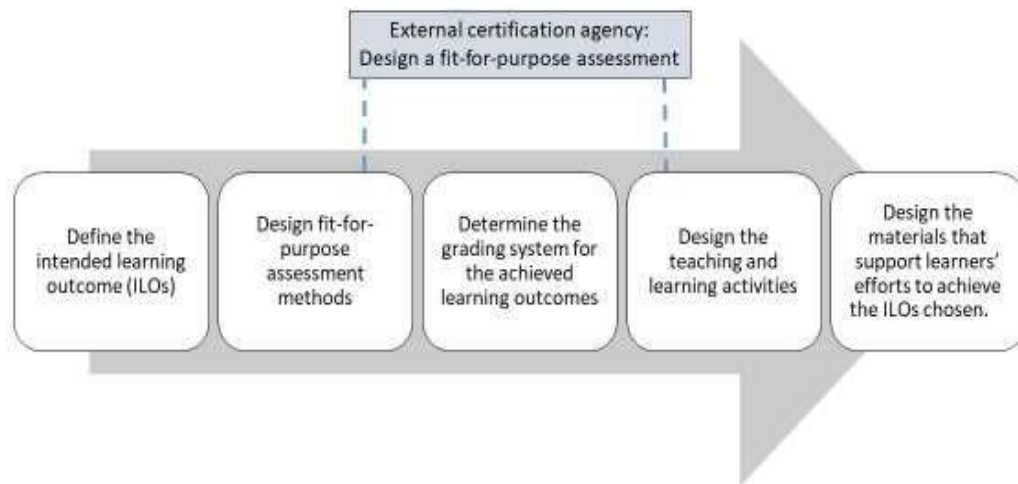 External certification agency:
Design a fit-for-purpose assessment
Define the
intended learning
outcome (ILOs)
Design fit-for-
purpose
assessment
methods
Determine the
grading system for
the achieved
learning outcomes
Design the
teaching and
learning activities
Design the
materials that
support learners'
efforts to achieve
the ILOs chosen.